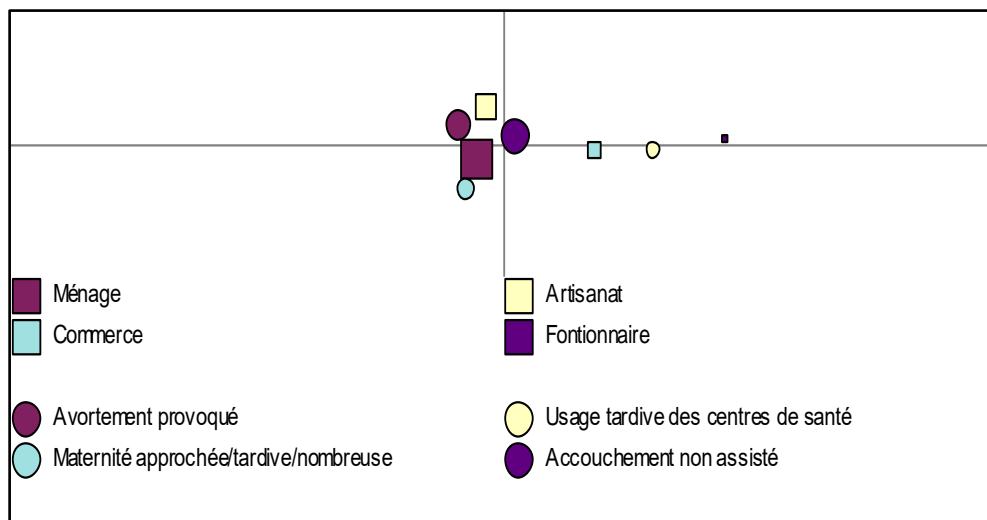 Ménage
Artisanat
Commerce
Fontionnaire
Avortement provoqué
Usage tardive des centres de santé
Maternité approchée/tardive/nombreuse
Accouchement non assisté